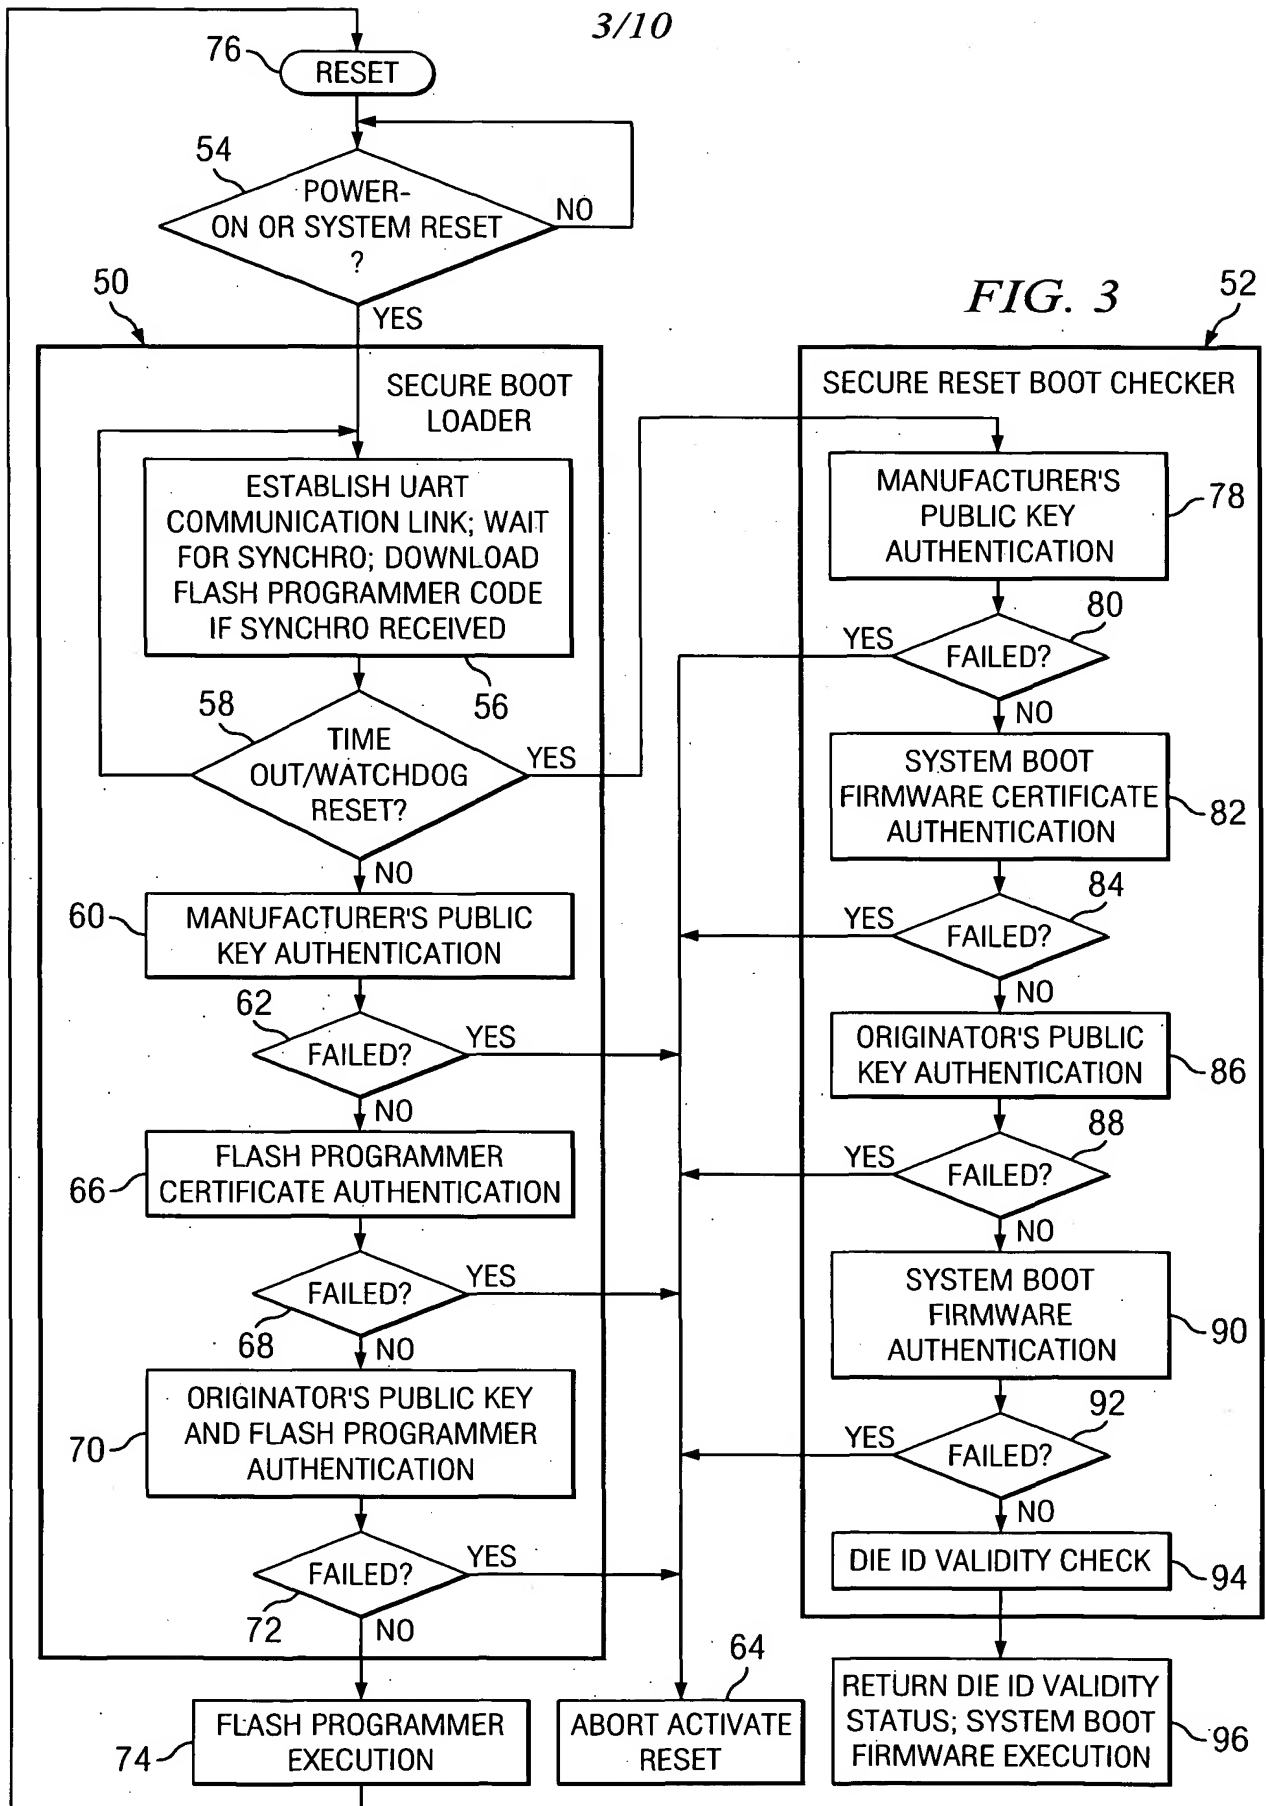 3/10
76
RESET
54
POWER-
ON OR SYSTEM RESET
?
NO
YES
FIG. 3
50
SECURE BOOT
LOADER
ESTABLISH UART
COMMUNICATION LINK; WAIT
FOR SYNCHRO; DOWNLOAD
FLASH PROGRAMMER CODE
IF SYNCHRO RECEIVED
56
58
TIME
OUT/WATCHDOG
RESET?
YES
NO
60
MANUFACTURER'S PUBLIC
KEY AUTHENTICATION
62
FAILED?
YES
NO
66
FLASH PROGRAMMER
CERTIFICATE AUTHENTICATION
FAILED?
YES
68
NO
70
ORIGINATOR'S PUBLIC KEY
AND FLASH PROGRAMMER
AUTHENTICATION
FAILED?
YES
72
NO
74
FLASH PROGRAMMER
EXECUTION
64
ABORT ACTIVATE
RESET
52
SECURE RESET BOOT CHECKER
MANUFACTURER'S
PUBLIC KEY
AUTHENTICATION
78
80
YES
FAILED?
NO
SYSTEM BOOT
FIRMWARE CERTIFICATE
AUTHENTICATION
82
84
YES
FAILED?
NO
ORIGINATOR'S PUBLIC
KEY AUTHENTICATION
86
88
YES
FAILED?
NO
SYSTEM BOOT
FIRMWARE
AUTHENTICATION
90
92
YES
FAILED?
NO
DIE ID VALIDITY CHECK
94
RETURN DIE ID VALIDITY
STATUS; SYSTEM BOOT
FIRMWARE EXECUTION
96